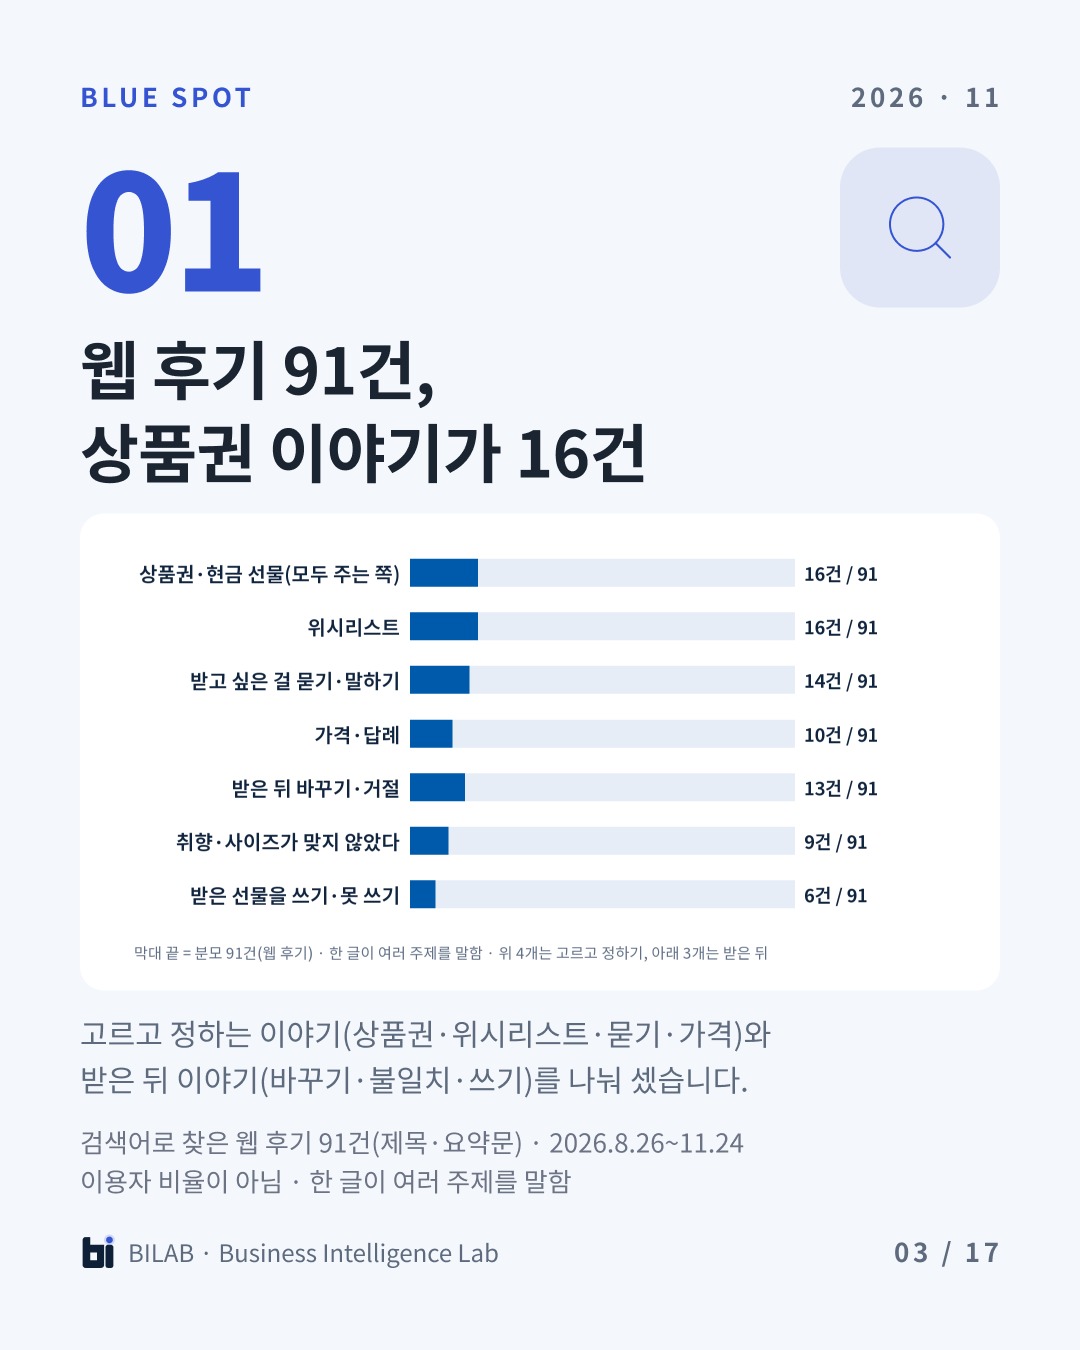 BLUE SPOT
2026 · 11
01
웹 후기 91건,
상품권 이야기가 16건
상품권·현금 선물(모두 주는 쪽) 16건 / 91
위시리스트 16건 / 91
받고 싶은 걸 묻기·말하기 14건 / 91
가격·답례 10건 / 91
받은 뒤 바꾸기·거절 13건 / 91
취향·사이즈가 맞지 않았다 9건 / 91
받은 선물을 쓰기·못 쓰기 6건 / 91
막대 끝 = 분모 91건(웹 후기) · 한 글이 여러 주제를 말함 · 위 4개는 고르고 정하기, 아래 3개는 받은 뒤
고르고 정하는 이야기(상품권·위시리스트·묻기·가격)와
받은 뒤 이야기(바꾸기·불일치·쓰기)를 나눠 셌습니다.
검색어로 찾은 웹 후기 91건(제목·요약문) · 2026.8.26~11.24
이용자 비율이 아님 · 한 글이 여러 주제를 말함
bi BILAB · Business Intelligence Lab
03 / 17